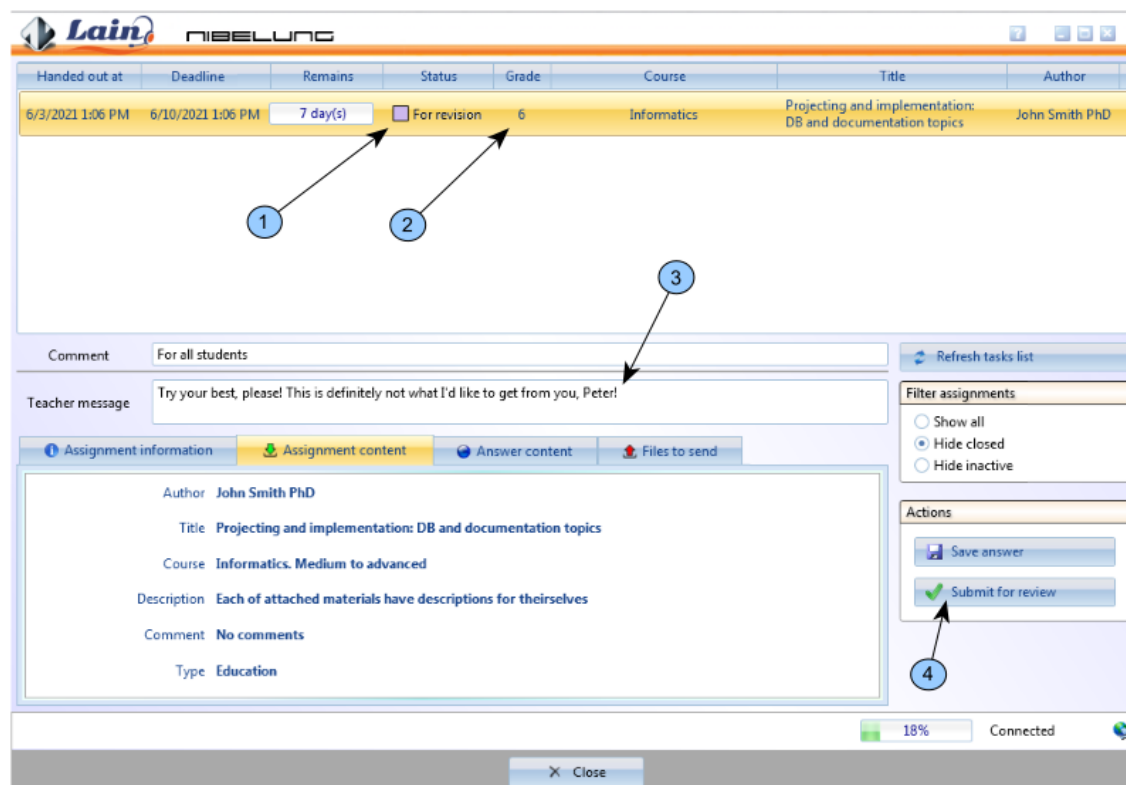 Lain NIBELUNG ?
Handed out at Deadline Remains Status Grade Course Title Author
6/3/2021 1:06 PM 6/10/2021 1:06 PM 7 day(s) For revision 6 Informatics Projecting and implementation: John Smith PhD
DB and documentation topics
1
2
3
Comment For all students
Refresh tasks list
Teacher message Try your best, please! This is definitely not what I'd like to get from you, Peter!
Filter assignments
Show all
Hide closed
Hide inactive
Assignment information Assignment content Answer content Files to send
Author John Smith PhD
Title Projecting and implementation: DB and documentation topics
Course Informatics. Medium to advanced
Description Each of attached materials have descriptions for theirselves
Comment No comments
Type Education
Actions
Save answer
Submit for review
4
18% Connected
Close